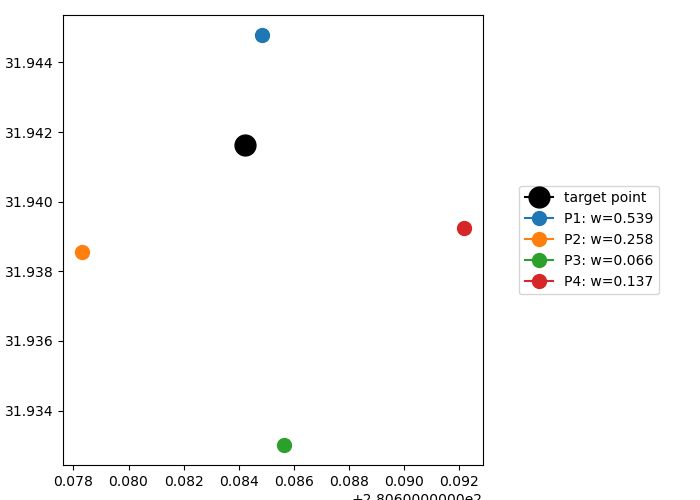 31.944
31.942
31.940
31.938
31.936
31.934
0.078 0.080 0.082 0.084 0.086 0.088 0.090 0.092
+2.8060000000e2
target point
P1: w=0.539
P2: w=0.258
P3: w=0.066
P4: w=0.137